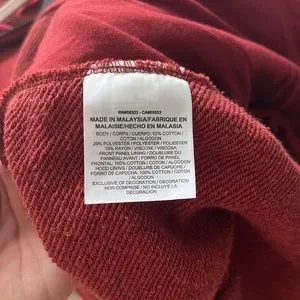 MADE IN MALAYSIA/FABRIQUE EN
MALAISIE/HECHO EN MALASIA
BODY / CORPS / CUERPO: 52% COTTON /
COTON / ALGODON
29% POLYESTER / POLYESTER / POLIESTER
19% RAYON / VISCOSE / VISCOSA
FRONT PANEL LINING / DOUBLURE DU
PANNEAU AVANT / FORRO DE PANEL
FRONTAL: 100% COTTON / COTON / ALGODON
HOOD LINING / DOUBLURE DE CAPUCHE /
FORRO DE CAPUCHA: 100% COTTON / COTON
/ ALGODON
EXCLUSIVE OF DECORATION / DECORATION
NON COMPRISE / NO INCLUYE LA
DECORACION